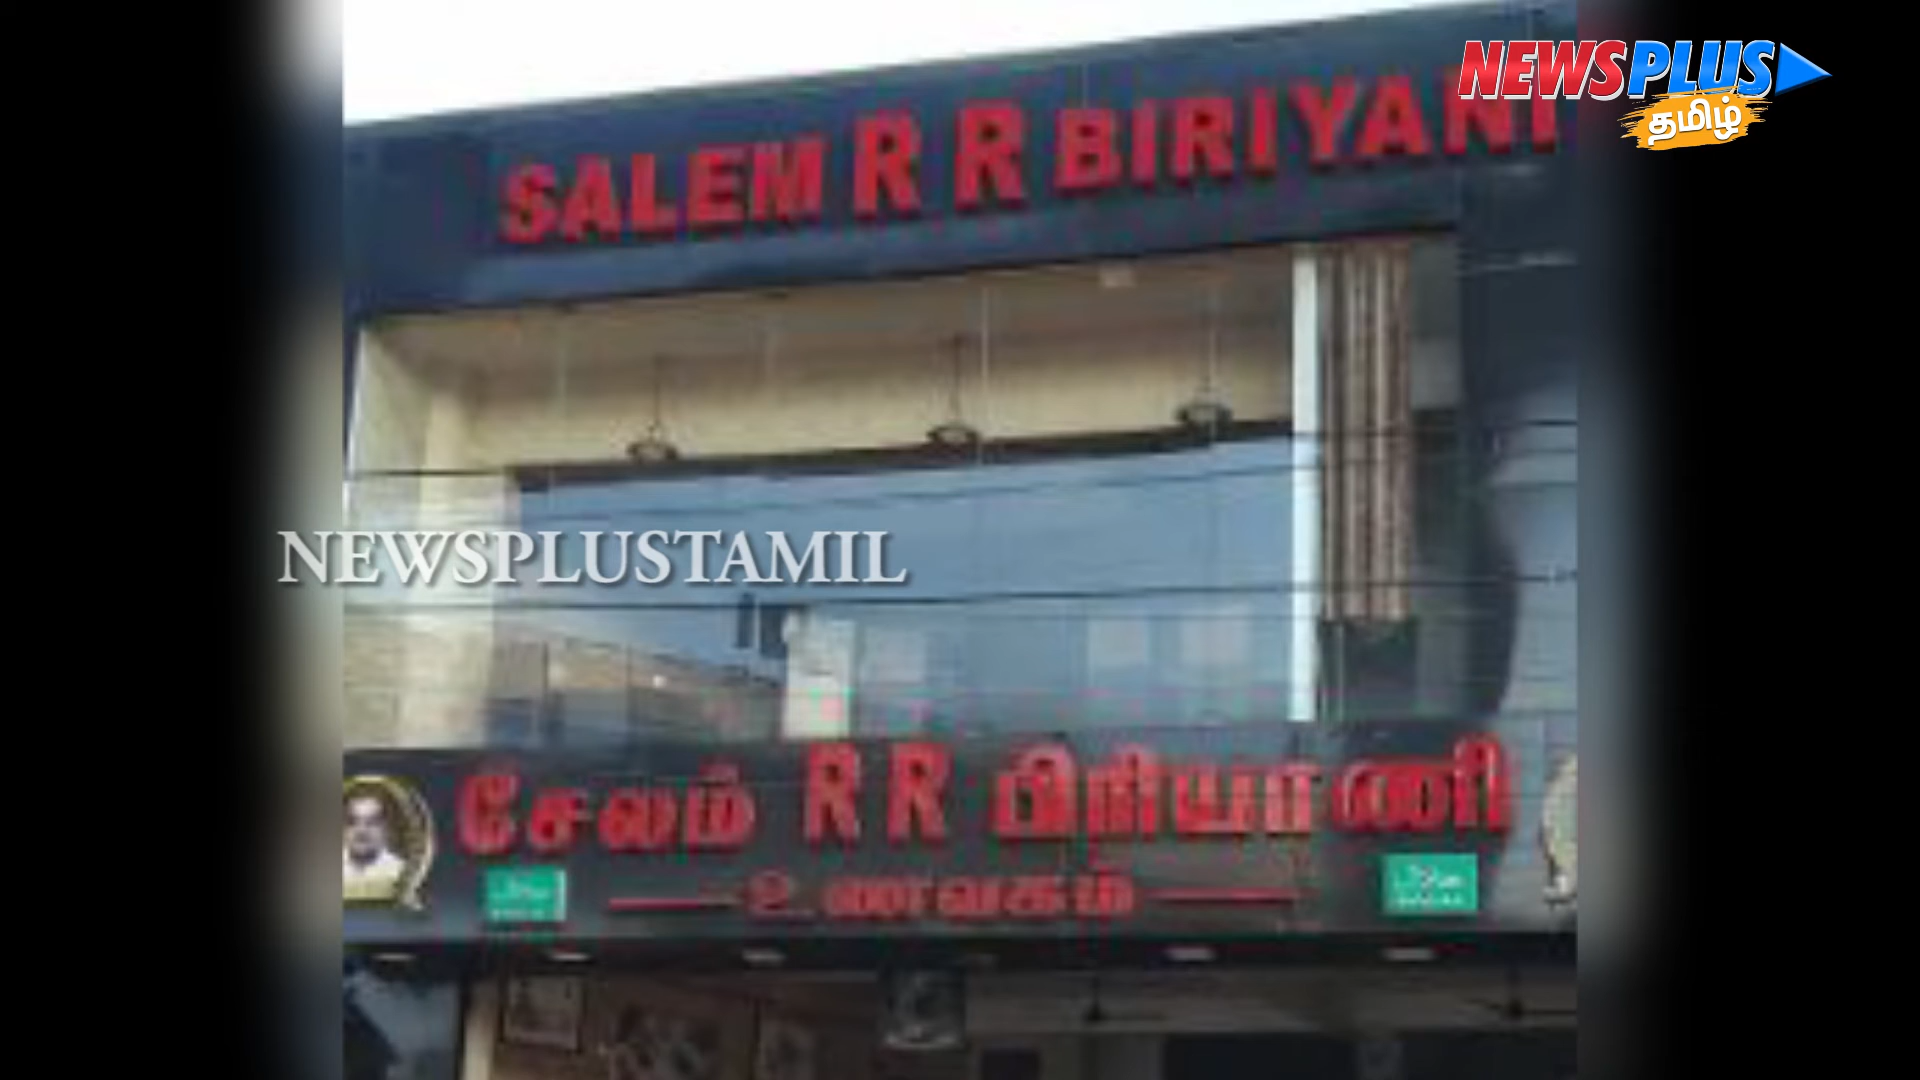 NEWSPLUS
தமிழ்
SALEM R R BIRIYANI
NEWSPLUSTAMIL
சேலம் R R பிரியாணி
உணவகம்